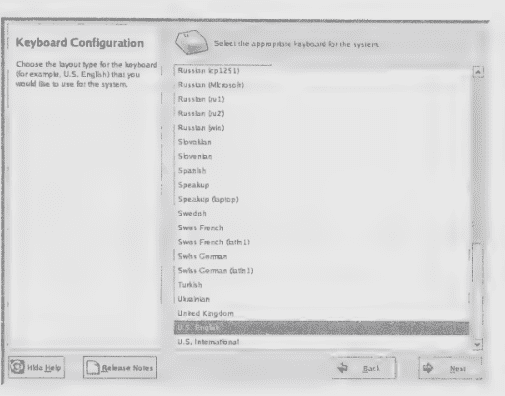 Keyboard Configuration
Choose the layout type for the keyboard
(for example, U.S. English) that you
would like to use for the system.
Select the appropriate keyboard for the system.
Russian (cp1251)
Russian (Microsoft)
Russian (ru1)
Russian (ru2)
Russian (win)
Slovakian
Slovenian
Spanish
Speakup
Speakup (laptop)
Swedish
Swiss French
Swiss French (latin1)
Swiss German
Swiss German (latin1)
Turkish
Ukrainian
United Kingdom
U.S. English
U.S. International
Hide Help
Release Notes
Back
Next